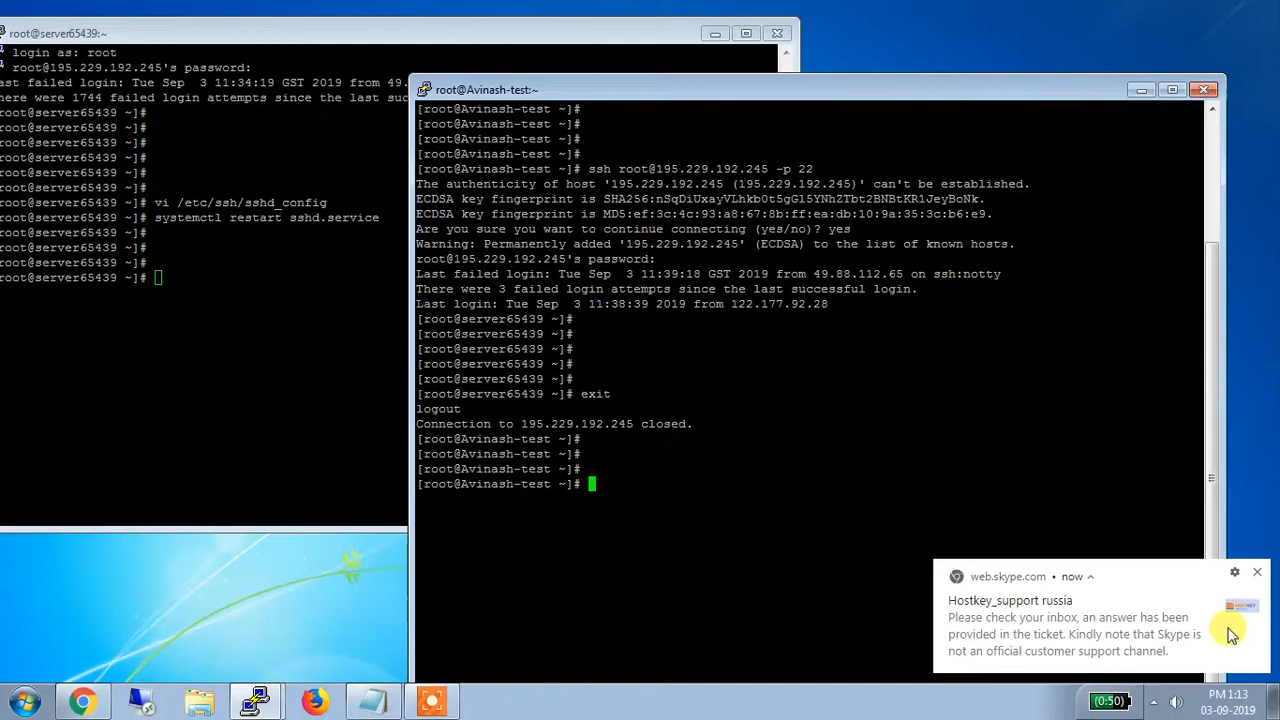 root@server65439:~
login as: root
root@195.229.192.245's password:
ast failed login: Tue Sep  3 11:34:19 GST 2019 from 49.
here were 1744 failed login attempts since the last suc
root@server65439 ~]#
root@server65439 ~]#
root@server65439 ~]#
root@server65439 ~]#
root@server65439 ~]#
root@server65439 ~]#
root@server65439 ~]# vi /etc/ssh/sshd_config
root@server65439 ~]# systemctl restart sshd.service
root@server65439 ~]#
root@server65439 ~]#
root@server65439 ~]#
root@server65439 ~]#
root@Avinash-test:~
[root@Avinash-test ~]#
[root@Avinash-test ~]#
[root@Avinash-test ~]#
[root@Avinash-test ~]#
[root@Avinash-test ~]# ssh root@195.229.192.245 -p 22
The authenticity of host '195.229.192.245 (195.229.192.245)' can't be established.
ECDSA key fingerprint is SHA256:nSqDiUxayVLhkb0t5gGl5YNhZTbt2BNBtKR1JeyBoNk.
ECDSA key fingerprint is MD5:ef:3c:4c:93:a8:67:8b:ff:ea:db:10:9a:35:3c:b6:e9.
Are you sure you want to continue connecting (yes/no)? yes
Warning: Permanently added '195.229.192.245' (ECDSA) to the list of known hosts.
root@195.229.192.245's password:
Last failed login: Tue Sep  3 11:39:18 GST 2019 from 49.88.112.65 on ssh:notty
There were 3 failed login attempts since the last successful login.
Last login: Tue Sep  3 11:38:39 2019 from 122.177.92.28
[root@server65439 ~]#
[root@server65439 ~]#
[root@server65439 ~]#
[root@server65439 ~]#
[root@server65439 ~]#
[root@server65439 ~]# exit
logout
Connection to 195.229.192.245 closed.
[root@Avinash-test ~]#
[root@Avinash-test ~]#
[root@Avinash-test ~]#
[root@Avinash-test ~]#
web.skype.com • now
Hostkey_support russia
Please check your inbox, an answer has been
provided in the ticket. Kindly note that Skype is
not an official customer support channel.
(0:50)
PM 1:13
03-09-2019